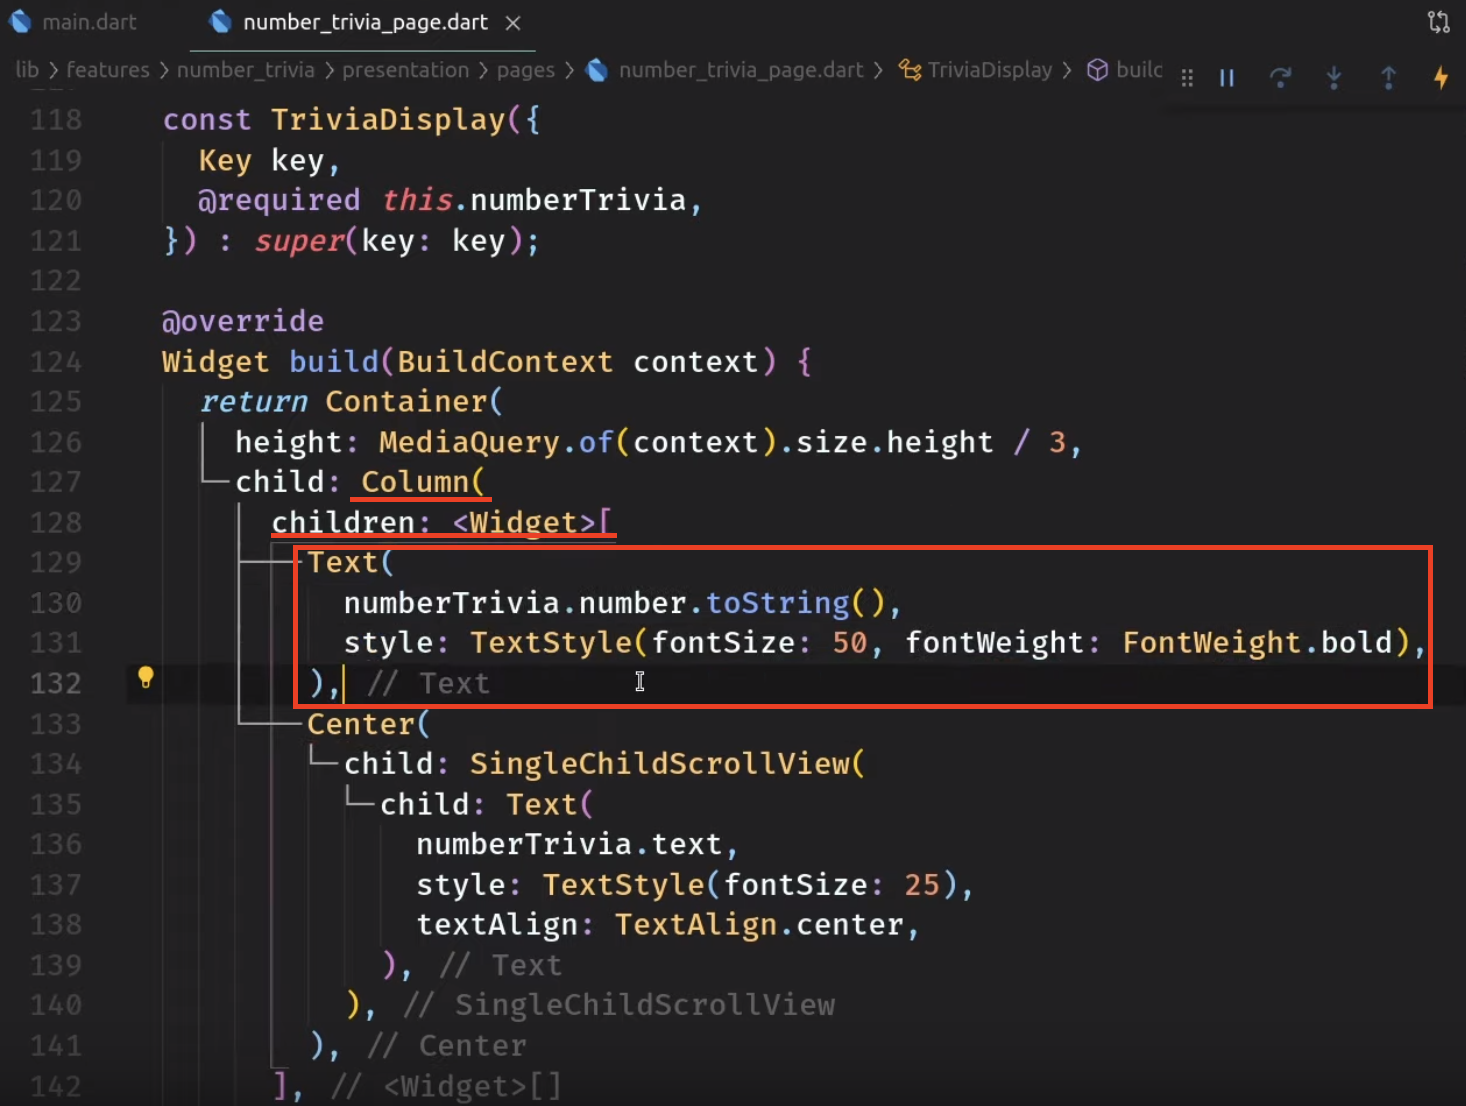 main.dart
number_trivia_page.dart
lib > features > number_trivia > presentation > pages > number_trivia_page.dart > TriviaDisplay > build
118 const TriviaDisplay({
119 Key key,
120 @required this.numberTrivia,
121 }) : super(key: key);
122
123 @override
124 Widget build(BuildContext context) {
125 return Container(
126 height: MediaQuery.of(context).size.height / 3,
127 child: Column(
128 children: <Widget>[
129 Text(
130 numberTrivia.number.toString(),
131 style: TextStyle(fontSize: 50, fontWeight: FontWeight.bold),
132 ), // Text
133 Center(
134 child: SingleChildScrollView(
135 child: Text(
136 numberTrivia.text,
137 style: TextStyle(fontSize: 25),
138 textAlign: TextAlign.center,
139 ), // Text
140 ), // SingleChildScrollView
141 ), // Center
142 ], // <Widget>[]